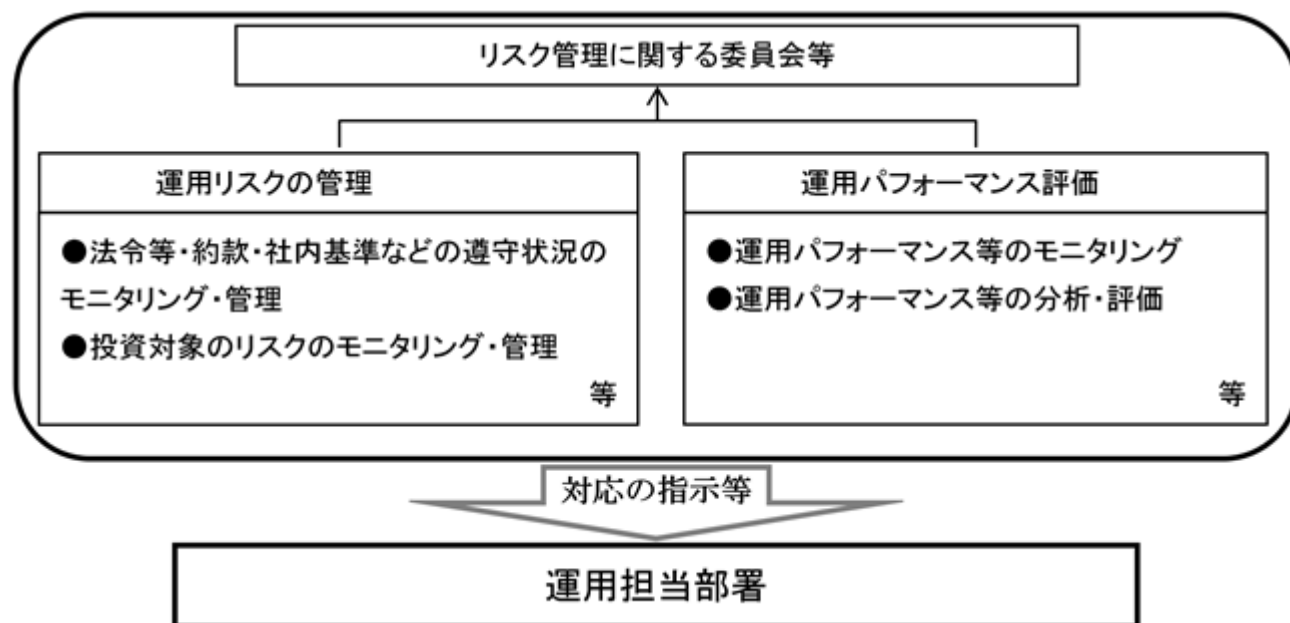 リスク管理に関する委員会等
運用リスクの管理
●法令等・約款・社内基準などの遵守状況の
モニタリング・管理
●投資対象のリスクのモニタリング・管理
等
運用パフォーマンス評価
●運用パフォーマンス等のモニタリング
●運用パフォーマンス等の分析・評価
等
対応の指示等
運用担当部署